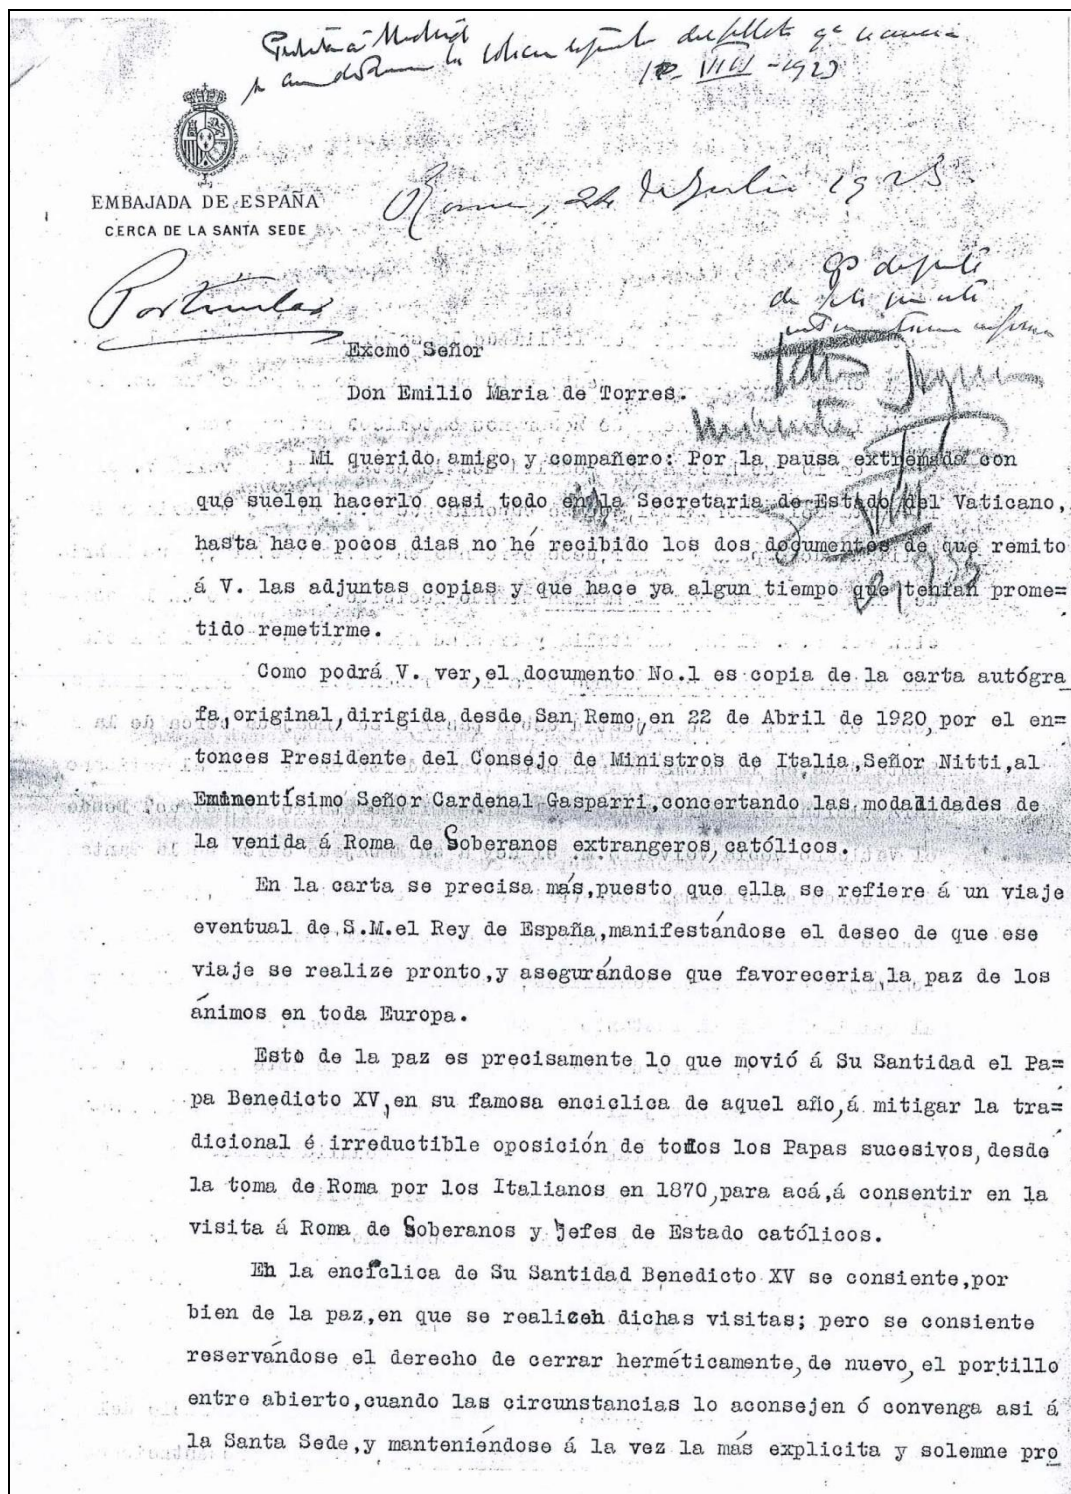 10 - VIII - 1923
EMBAJADA DE ESPAÑA
CERCA DE LA SANTA SEDE
Roma, 24 de Julio 1923.
Particular
Excmo Señor
Don Emilio Maria de Torres.
Mi querido amigo y compañero: Por la pausa extremada con
que suelen hacerlo casi todo en la Secretaria de Estado del Vaticano,
hasta hace pocos dias no hé recibido los dos documentos de que remito
á V. las adjuntas copias y que hace ya algun tiempo que tenían prome=
tido remetirme.
Como podrá V. ver, el documento No.1 es copia de la carta autógra
fa, original, dirigida desde San Remo, en 22 de Abril de 1920, por el en=
tonces Presidente del Consejo de Ministros de Italia, Señor Nitti, al
Eminentísimo Señor Cardenal Gasparri, concertando las modalidades de
la venida á Roma de Soberanos extrangeros, católicos.
En la carta se precisa más, puesto que ella se refiere á un viaje
eventual de S.M. el Rey de España, manifestándose el deseo de que ese
viaje se realize pronto, y asegurándose que favoreceria, la paz de los
ánimos en toda Europa.
Esto de la paz es precisamente lo que movió á Su Santidad el Pa=
pa Benedicto XV, en su famosa enciclica de aquel año, á mitigar la tra=
dicional é irreductible oposición de todos los Papas sucesivos, desde
la toma de Roma por los Italianos en 1870, para acá, á consentir en la
visita á Roma de Soberanos y Jefes de Estado católicos.
En la encíclica de Su Santidad Benedicto XV se consiente, por
bien de la paz, en que se realicen dichas visitas; pero se consiente
reservándose el derecho de cerrar herméticamente, de nuevo, el portillo
entre abierto, cuando las circunstancias lo aconsejen ó convenga asi á
la Santa Sede, y manteniéndose á la vez la más explicita y solemne pro